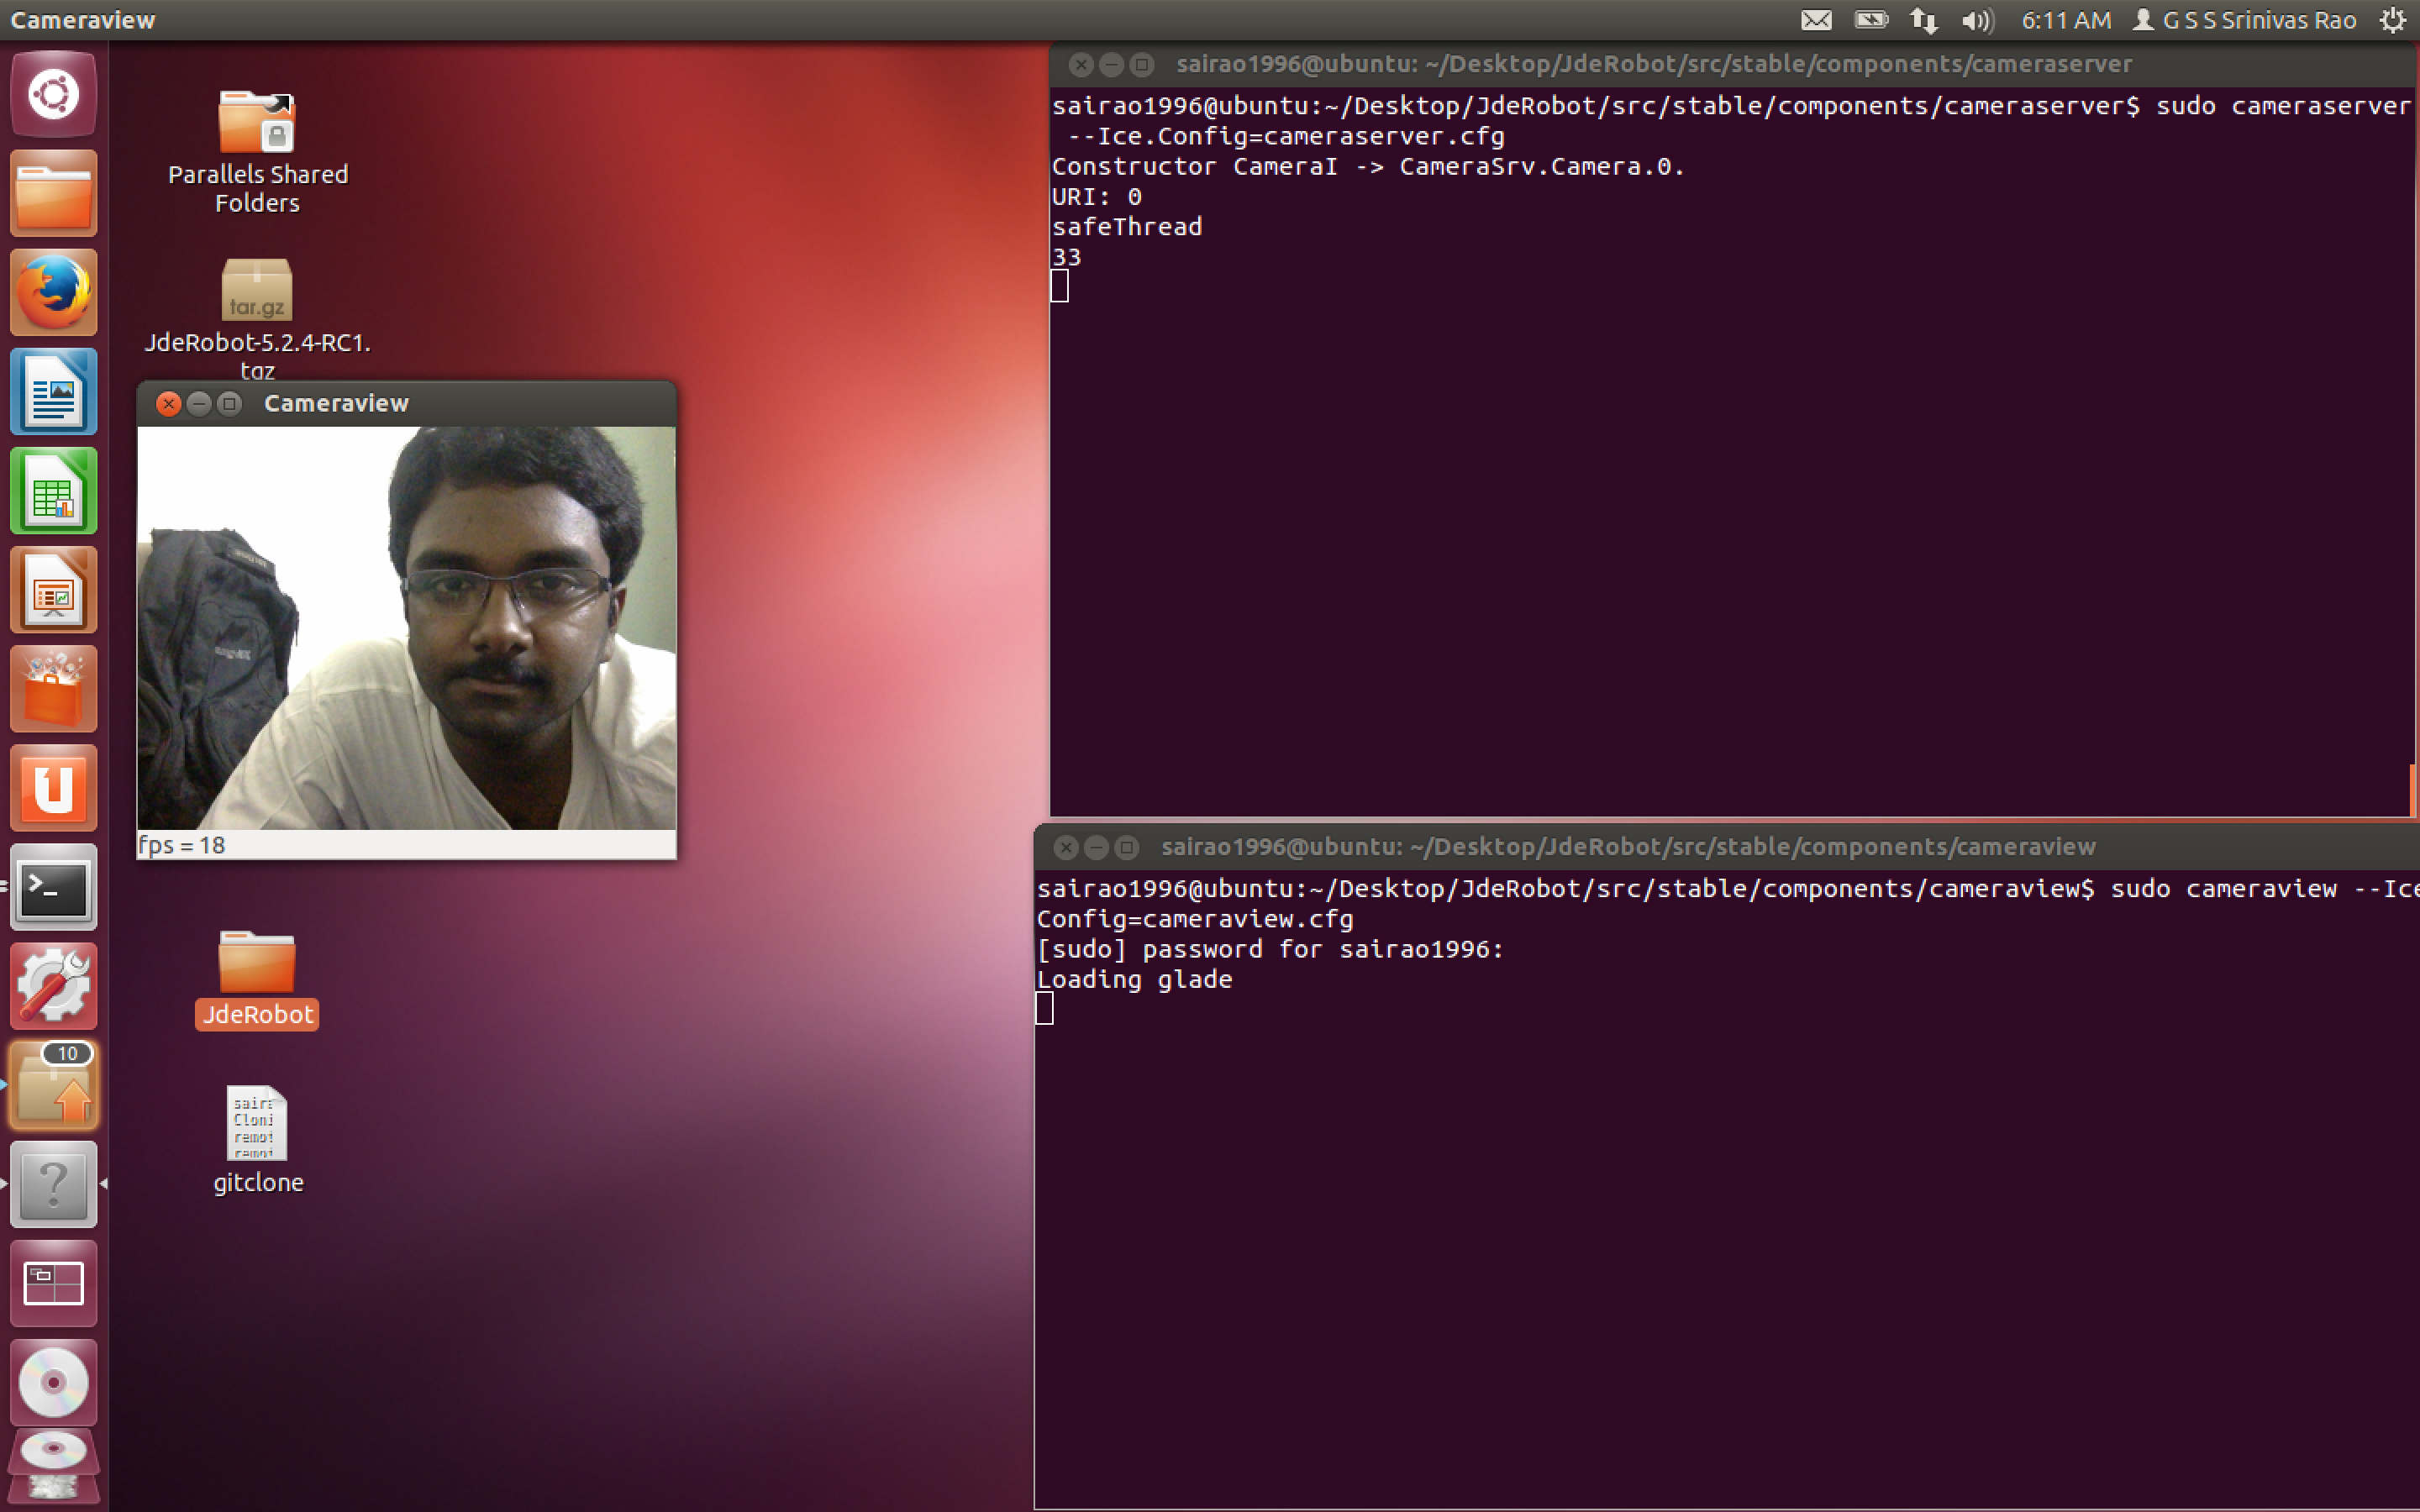 Cameraview
6:11 AM
G S S Srinivas Rao
Parallels Shared
Folders
tar.gz
JdeRobot-5.2.4-RC1.
tgz
Cameraview
fps = 18
JdeRobot
saira
Cloni
remot
remot
gitclone
10
sairao1996@ubuntu: ~/Desktop/JdeRobot/src/stable/components/cameraserver
sairao1996@ubuntu:~/Desktop/JdeRobot/src/stable/components/cameraserver$ sudo cameraserver
--Ice.Config=cameraserver.cfg
Constructor CameraI -> CameraSrv.Camera.0.
URI: 0
safeThread
33
sairao1996@ubuntu: ~/Desktop/JdeRobot/src/stable/components/cameraview
sairao1996@ubuntu:~/Desktop/JdeRobot/src/stable/components/cameraview$ sudo cameraview --Ice
Config=cameraview.cfg
[sudo] password for sairao1996:
Loading glade